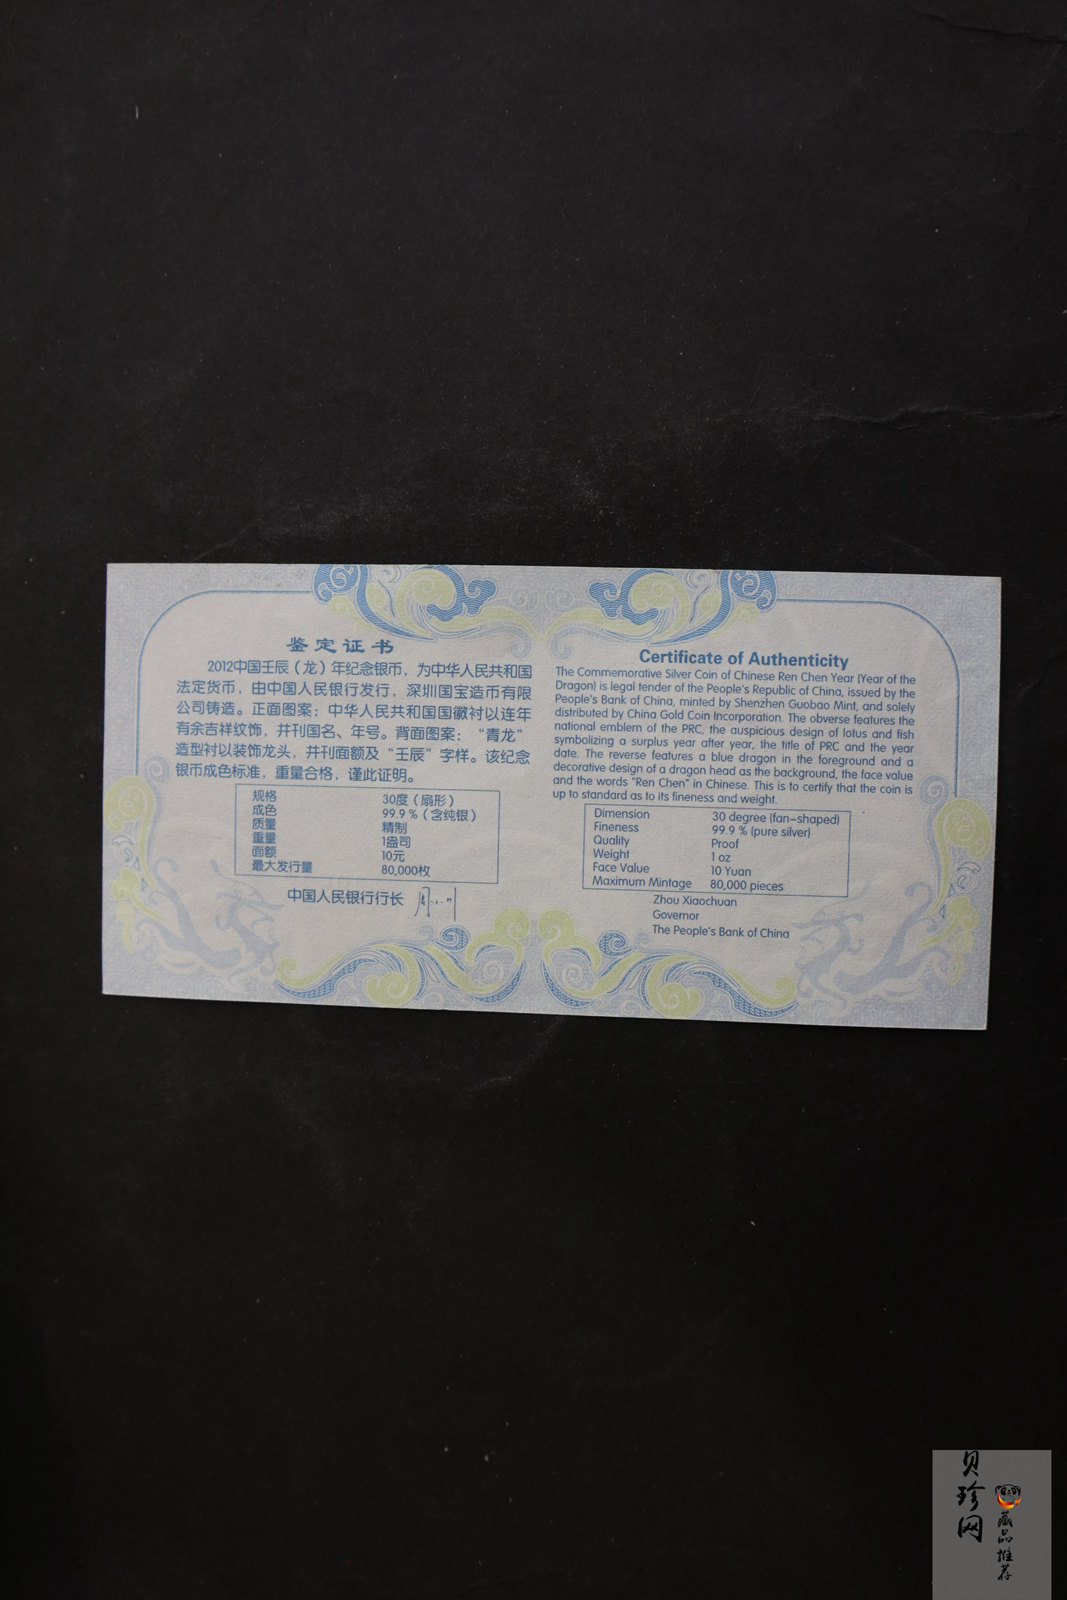 鉴定证书
2012中国壬辰（龙）年纪念银币，为中华人民共和国
法定货币，由中国人民银行发行，深圳国宝造币有限
公司铸造。正面图案：中华人民共和国国徽衬以连年
有余吉祥纹饰，并刊国名、年号。背面图案：“青龙”
造型衬以装饰龙头，并刊面额及“壬辰”字样。该纪念
银币成色标准，重量合格，谨此证明。
规格 30度（扇形）
成色 99.9％（含纯银）
质量 精制
重量 1盎司
面额 10元
最大发行量 80,000枚
中国人民银行行长
Certificate of Authenticity
The Commemorative Silver Coin of Chinese Ren Chen Year (Year of the
Dragon) is legal tender of the People's Republic of China, issued by the
People's Bank of China, minted by Shenzhen Guobao Mint, and solely
distributed by China Gold Coin Incorporation. The obverse features the
national emblem of the PRC, the auspicious design of lotus and fish
symbolizing a surplus year after year, the title of PRC and the year
date. The reverse features a blue dragon in the foreground and a
decorative design of a dragon head as the background, the face value
and the words "Ren Chen" in Chinese. This is to certify that the coin is
up to standard as to its fineness and weight.
Dimension 30 degree (fan-shaped)
Fineness 99.9 % (pure silver)
Quality Proof
Weight 1 oz
Face Value 10 Yuan
Maximum Mintage 80,000 pieces
Zhou Xiaochuan
Governor
The People's Bank of China
贝珍网
藏品推荐